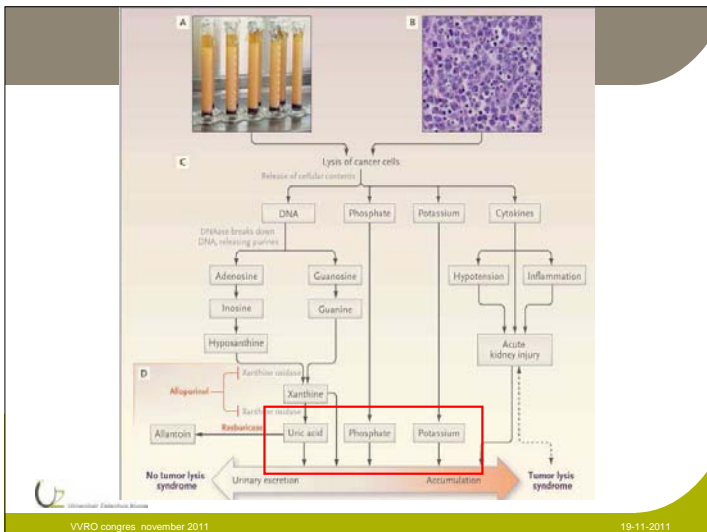 A
B
C
Lysis of cancer cells
Release of cellular contents
DNA
Phosphate
Potassium
Cytokines
DNAase breaks down
DNA, releasing purines
Adenosine
Guanosine
Hypotension
Inflammation
Inosine
Guanine
Hypoxanthine
Acute
kidney injury
D
Xanthine oxidase
Allopurinol
Xanthine
Xanthine oxidase
Rasburicase
Allantoin
Uric acid
Phosphate
Potassium
No tumor lysis
syndrome
Urinary excretion
Accumulation
Tumor lysis
syndrome
Universitair Ziekenhuis Brussel
VVRO congres november 2011
19-11-2011